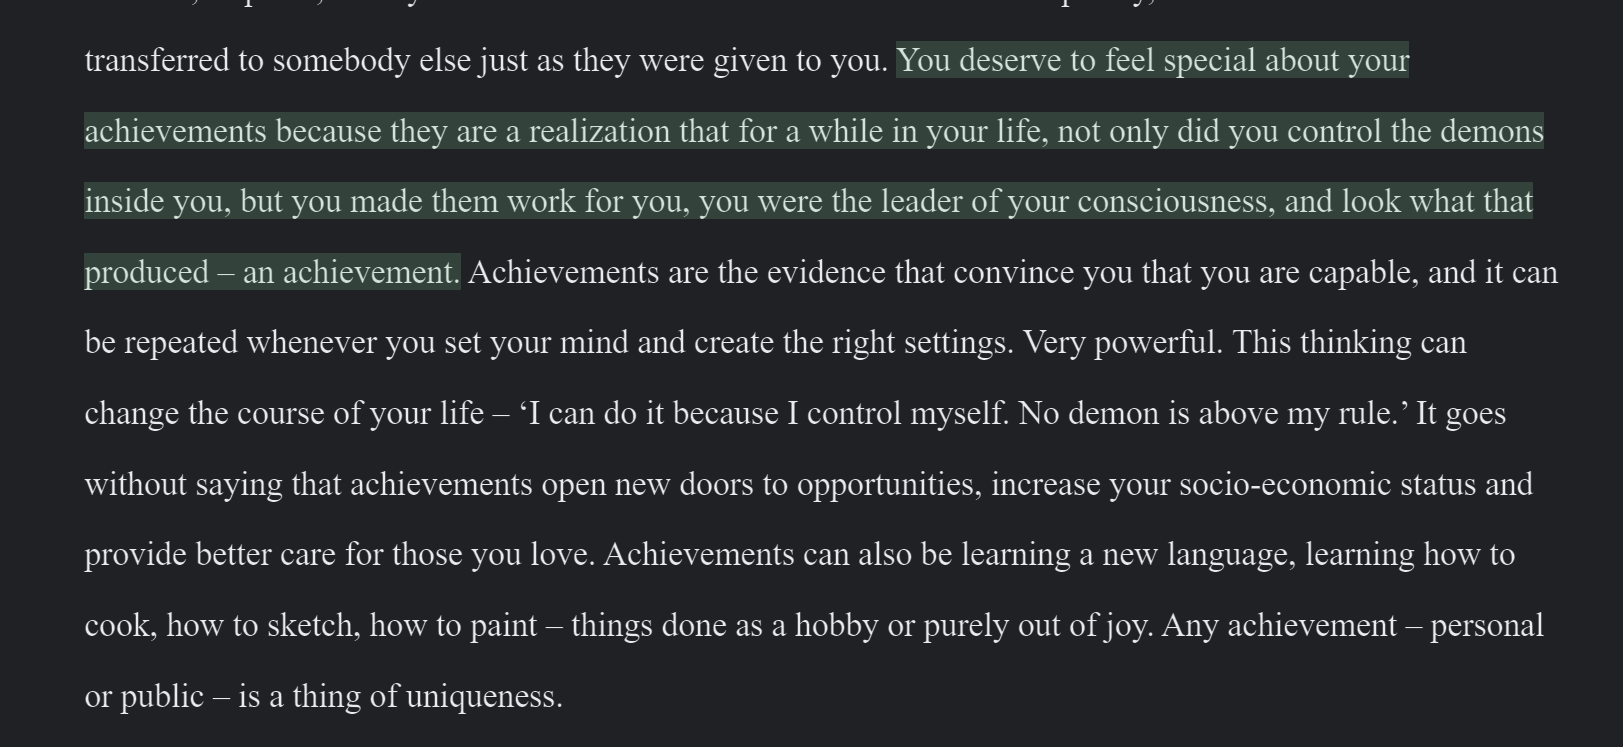 transferred to somebody else just as they were given to you. You deserve to feel special about your
achievements because they are a realization that for a while in your life, not only did you control the demons
inside you, but you made them work for you, you were the leader of your consciousness, and look what that
produced – an achievement. Achievements are the evidence that convince you that you are capable, and it can
be repeated whenever you set your mind and create the right settings. Very powerful. This thinking can
change the course of your life – ‘I can do it because I control myself. No demon is above my rule.’ It goes
without saying that achievements open new doors to opportunities, increase your socio-economic status and
provide better care for those you love. Achievements can also be learning a new language, learning how to
cook, how to sketch, how to paint – things done as a hobby or purely out of joy. Any achievement – personal
or public – is a thing of uniqueness.